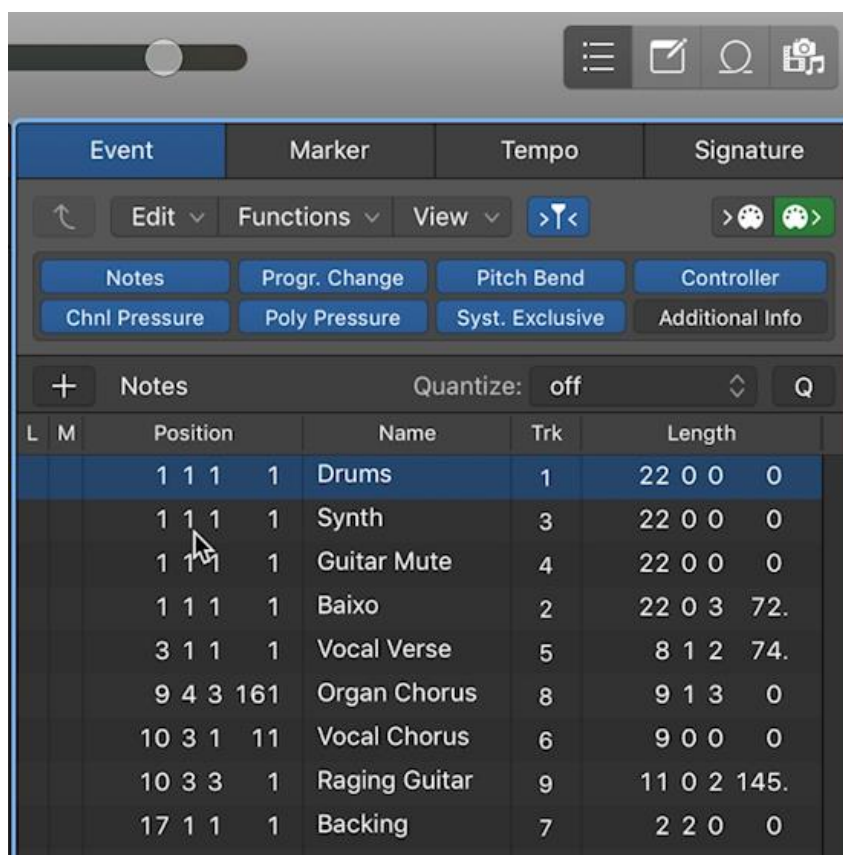 Event Marker Tempo Signature
Edit Functions View
Notes Progr. Change Pitch Bend Controller
Chnl Pressure Poly Pressure Syst. Exclusive Additional Info
+ Notes Quantize: off Q
L M Position Name Trk Length
1 1 1 1 Drums 1 22 0 0 0
1 1 1 1 Synth 3 22 0 0 0
1 1 1 1 Guitar Mute 4 22 0 0 0
1 1 1 1 Baixo 2 22 0 3 72.
3 1 1 1 Vocal Verse 5 8 1 2 74.
9 4 3 161 Organ Chorus 8 9 1 3 0
10 3 1 11 Vocal Chorus 6 9 0 0 0
10 3 3 1 Raging Guitar 9 11 0 2 145.
17 1 1 1 Backing 7 2 2 0 0